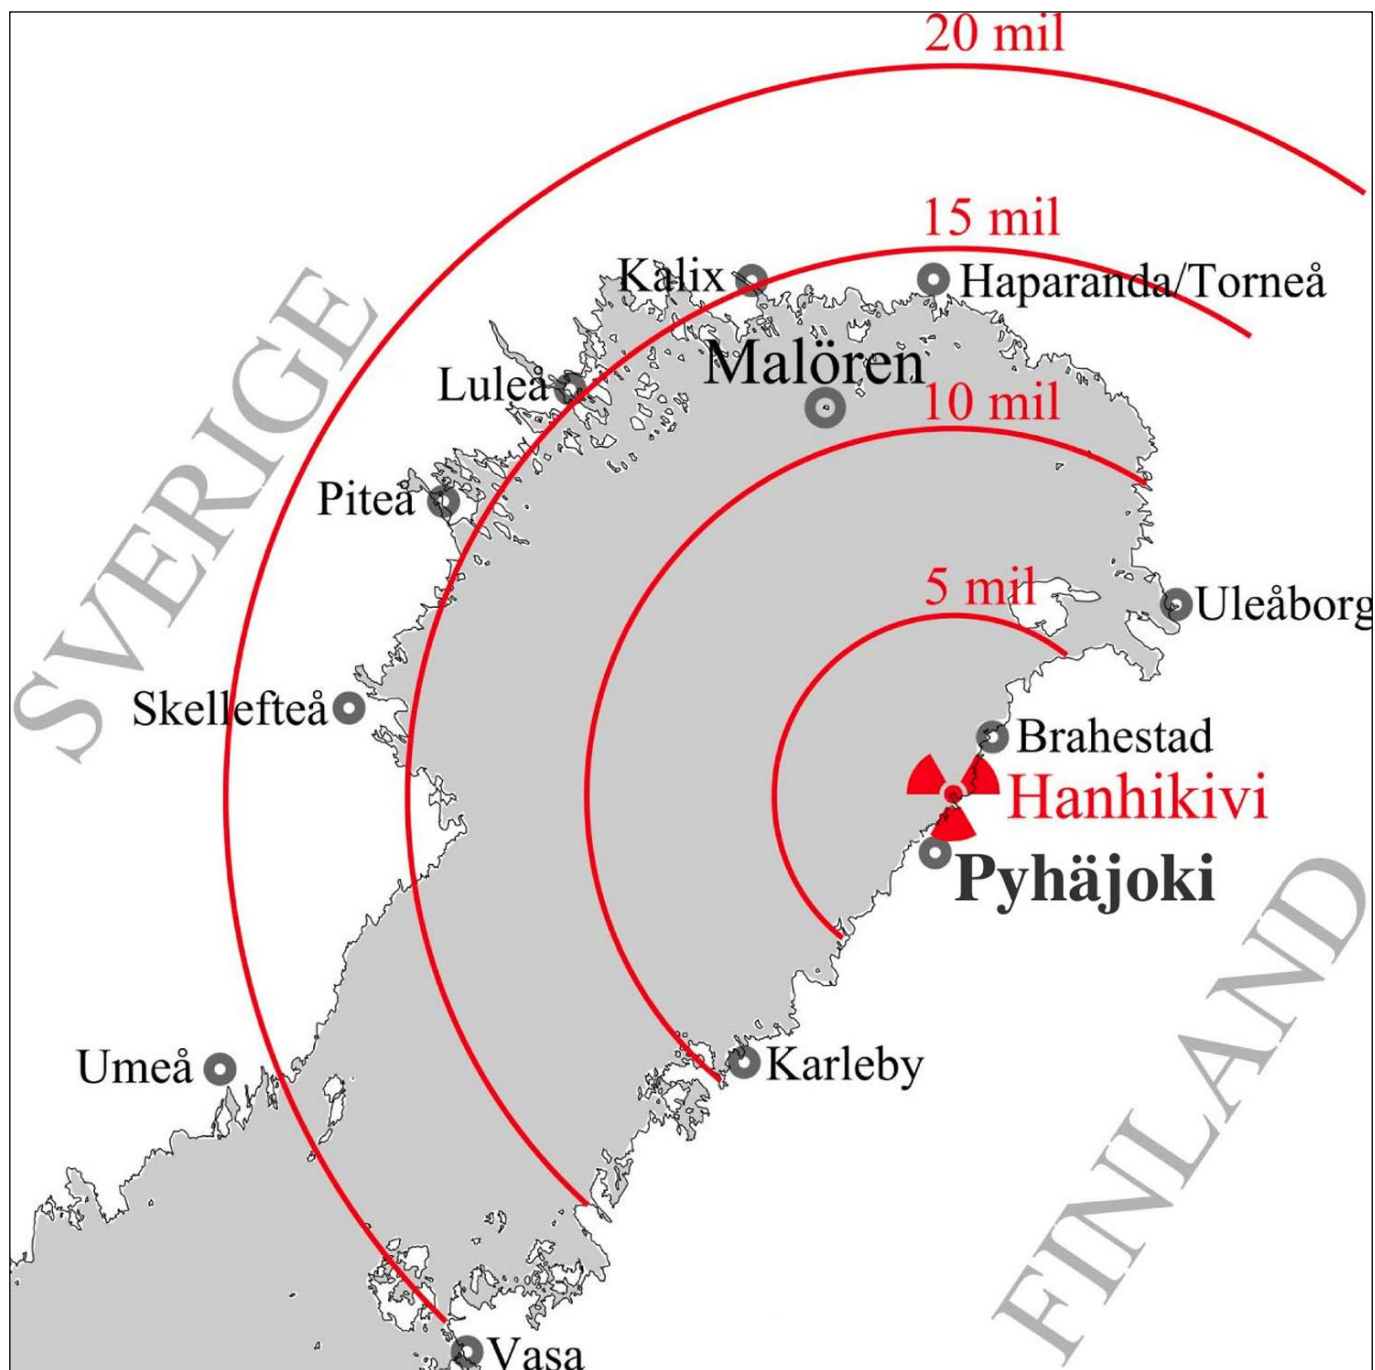 20 mil
15 mil
Kalix
Haparanda/Torneå
Malören
Luleå
10 mil
SVERIGE
Piteå
5 mil
Uleåborg
Skellefteå
Brahestad
Hanhikivi
Pyhäjoki
FINLAND
Umeå
Karleby
Vasa